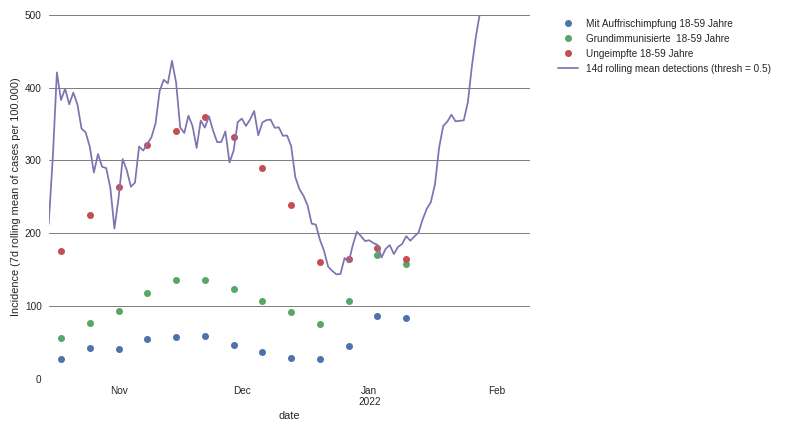 500
400
300
200
100
0
Incidence (7d rolling mean of cases per 100.000)
Nov
Dec
Jan
2022
Feb
date
Mit Auffrischimpfung 18-59 Jahre
Grundimmunisierte  18-59 Jahre
Ungeimpfte 18-59 Jahre
14d rolling mean detections (thresh = 0.5)